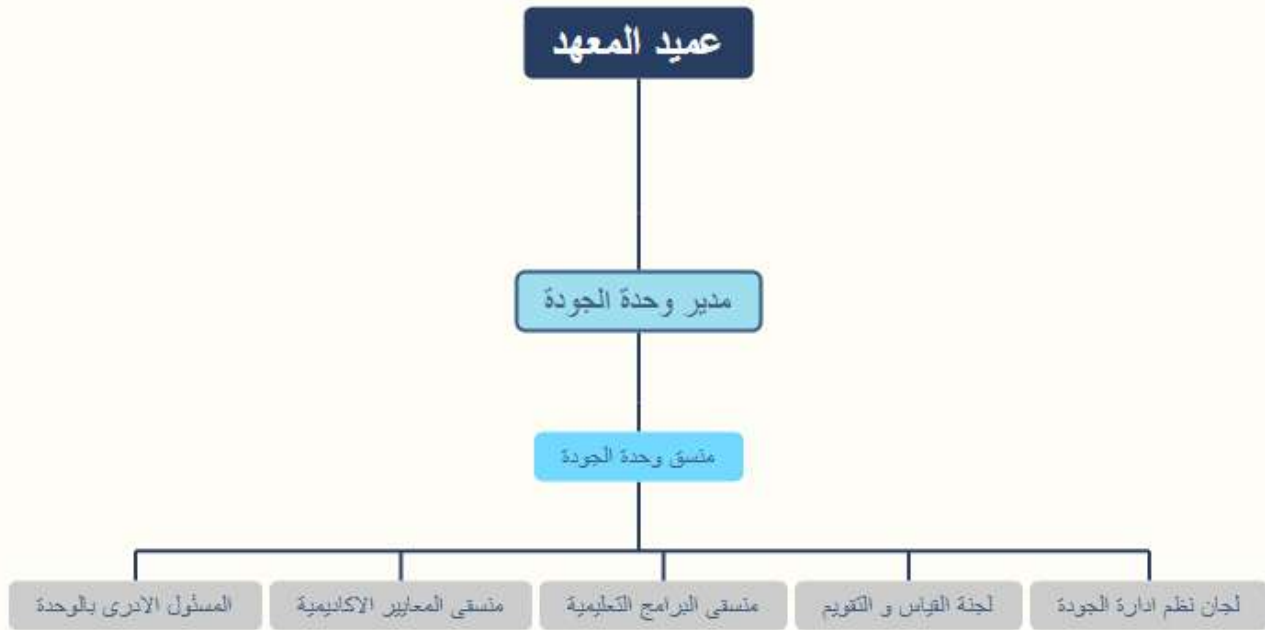 عميد المعهد
مدير وحدة الجودة
منسق وحدة الجودة
لجان نظم ادارة الجودة
لجنة القياس و التقويم
منسقى البرامج التعليمية
منسقى المعايير الاكاديمية
المسئول الادرى بالوحدة